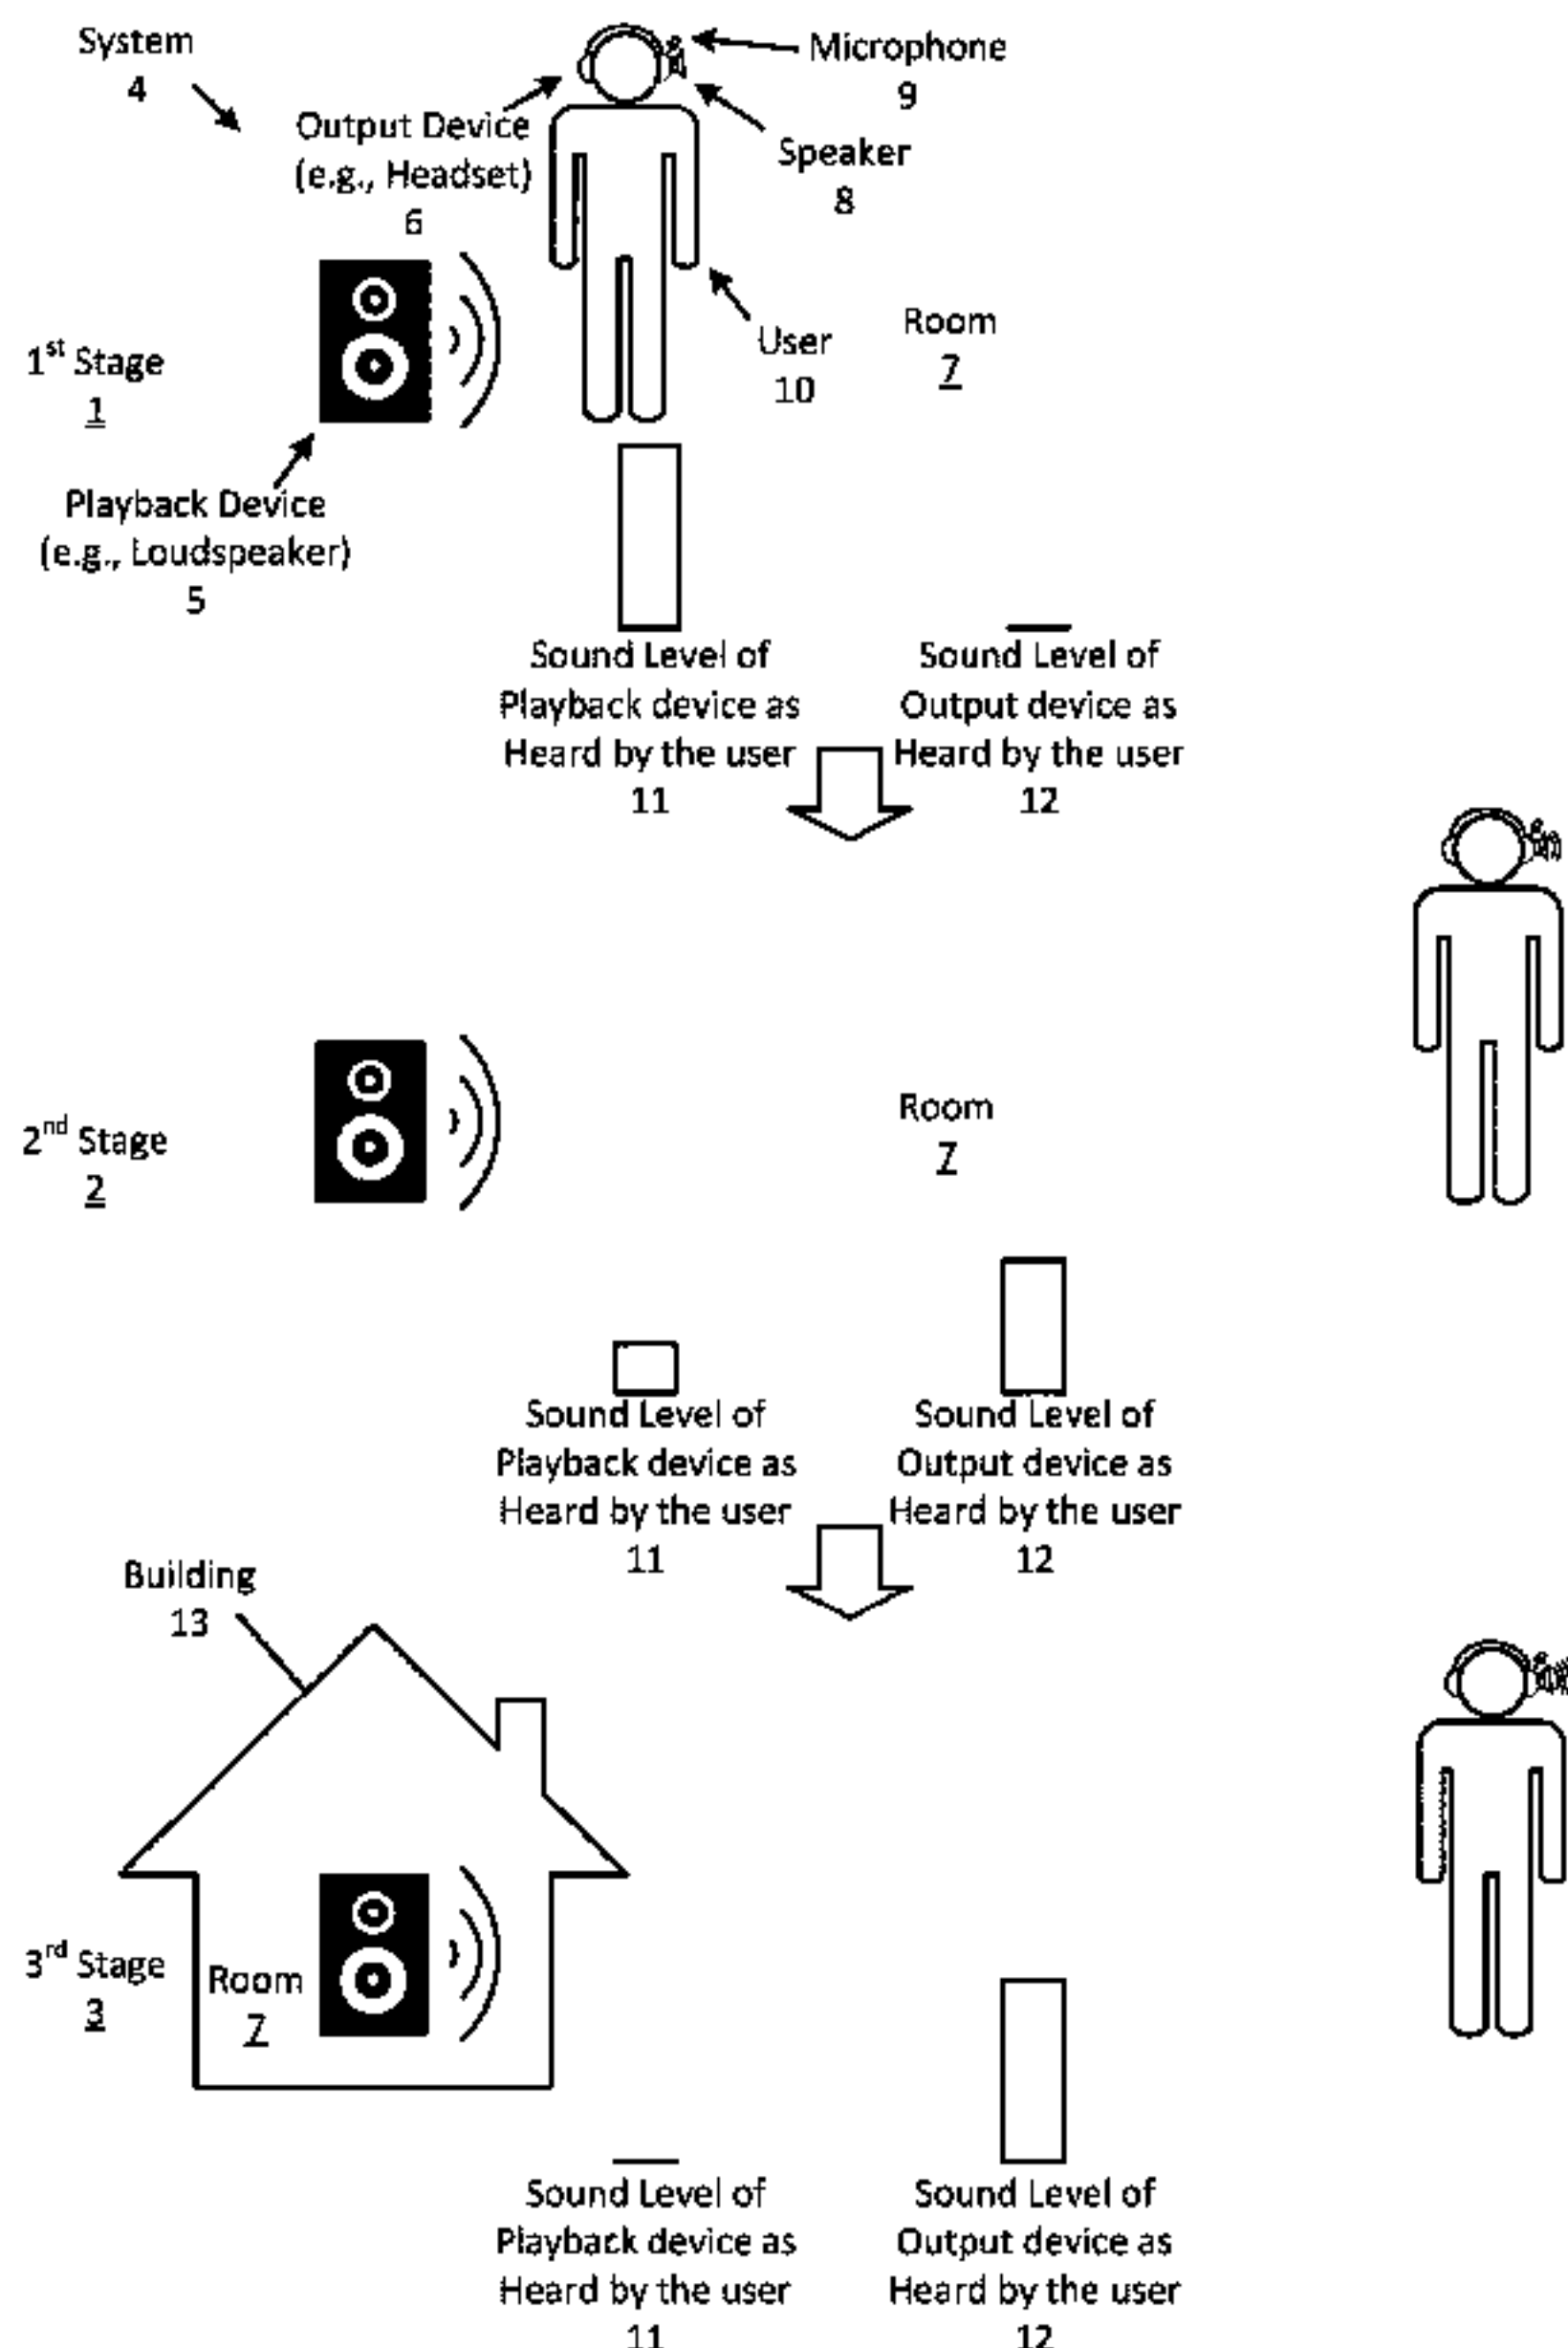 System
4
Output Device
(e.g., Headset)
6
Microphone
9
Speaker
8
User
10
Room
7
1st Stage
1
Playback Device
(e.g., Loudspeaker)
5
Sound Level of
Playback device as
Heard by the user
11
Sound Level of
Output device as
Heard by the user
12
2nd Stage
2
Room
7
Sound Level of
Playback device as
Heard by the user
11
Sound Level of
Output device as
Heard by the user
12
Building
13
3rd Stage
3
Room
7
Sound Level of
Playback device as
Heard by the user
11
Sound Level of
Output device as
Heard by the user
12